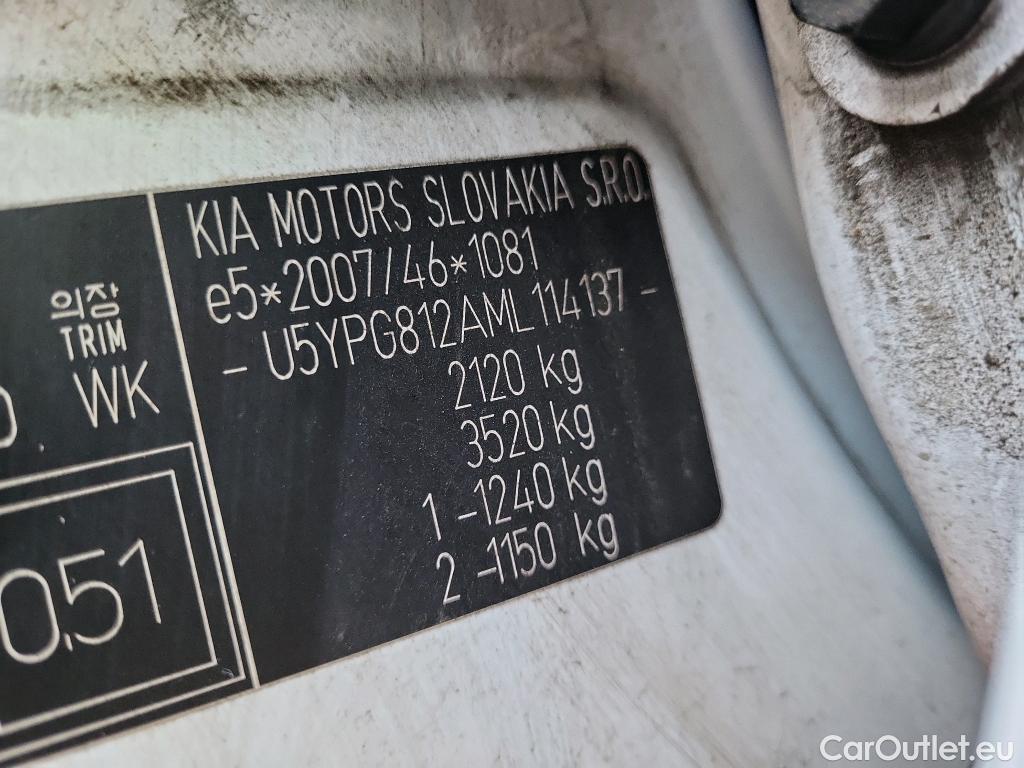 KIA MOTORS SLOVAKIA S.R.O.
e5*2007/46*1081
- U5YPG812AML114137 -
2120 kg
3520 kg
1 -1240 kg
2 -1150 kg
의장
TRIM
WK
0.51
CarOutlet.eu